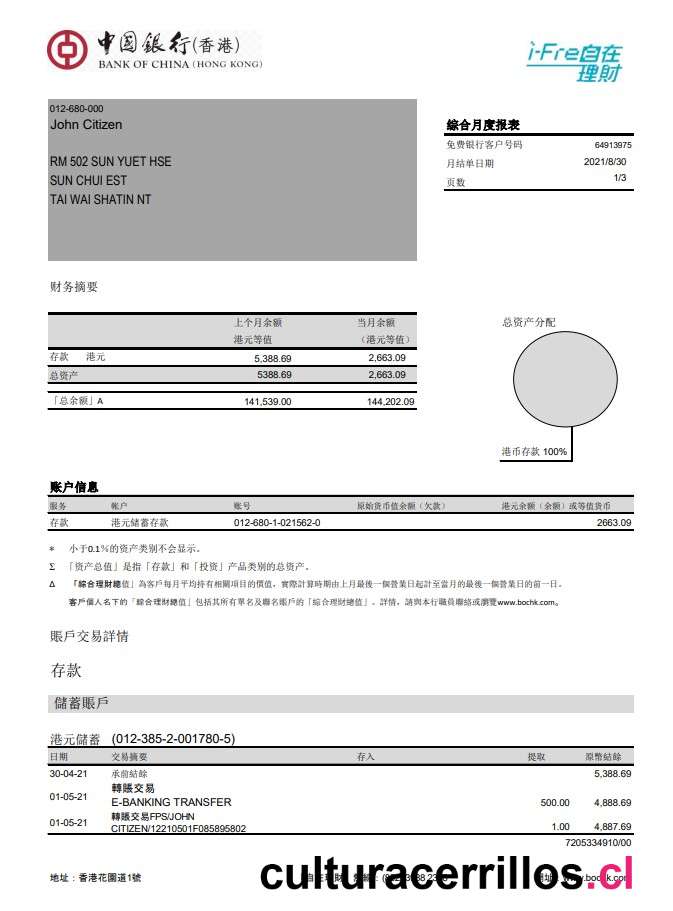 中国银行(香港)
BANK OF CHINA (HONG KONG)
i-Free自在
理財
012-680-000
John Citizen
RM 502 SUN YUET HSE
SUN CHUI EST
TAI WAI SHATIN NT
綜合月度报表
免费银行客户号码 64913975
月结单日期 2021/8/30
页数 1/3
财务摘要
上个月余额 当月余额
港元等值 （港元等值）
存款 港元 5,388.69 2,663.09
总资产 5388.69 2,663.09
「总余额」A 141,539.00 144,202.09
总资产分配
港币存款 100%
账户信息
服务 帐户 账号 原始货币值余额（欠款） 港元余额（余额）或等值货币
存款 港元儲蓄存款 012-680-1-021562-0 2663.09
* 小于0.1%的资产类别不会显示。
Σ 「资产总值」是指「存款」和「投资」产品类别的总资产。
Δ 「綜合理財總值」為客戶每月平均持有相關項目的價值，實際計算時期由上月最後一個營業日起計至當月的最後一個營業日的前一日。
客戶個人名下的「綜合理財總值」包括其所有單名及聯名賬戶的「綜合理財總值」。詳情，請與本行職員聯絡或瀏覽www.bochk.com。
賬戶交易詳情
存款
儲蓄賬戶
港元儲蓄 (012-385-2-001780-5)
日期 交易摘要 存入 提取 原幣結餘
30-04-21 承前結餘 5,388.69
轉賬交易
01-05-21 E-BANKING TRANSFER 500.00 4,888.69
轉賬交易FPS/JOHN
01-05-21 CITIZEN/12210501F085895802 1.00 4,887.69
7205334910/00
地址：香港花園道1號
culturacerrillos.cl